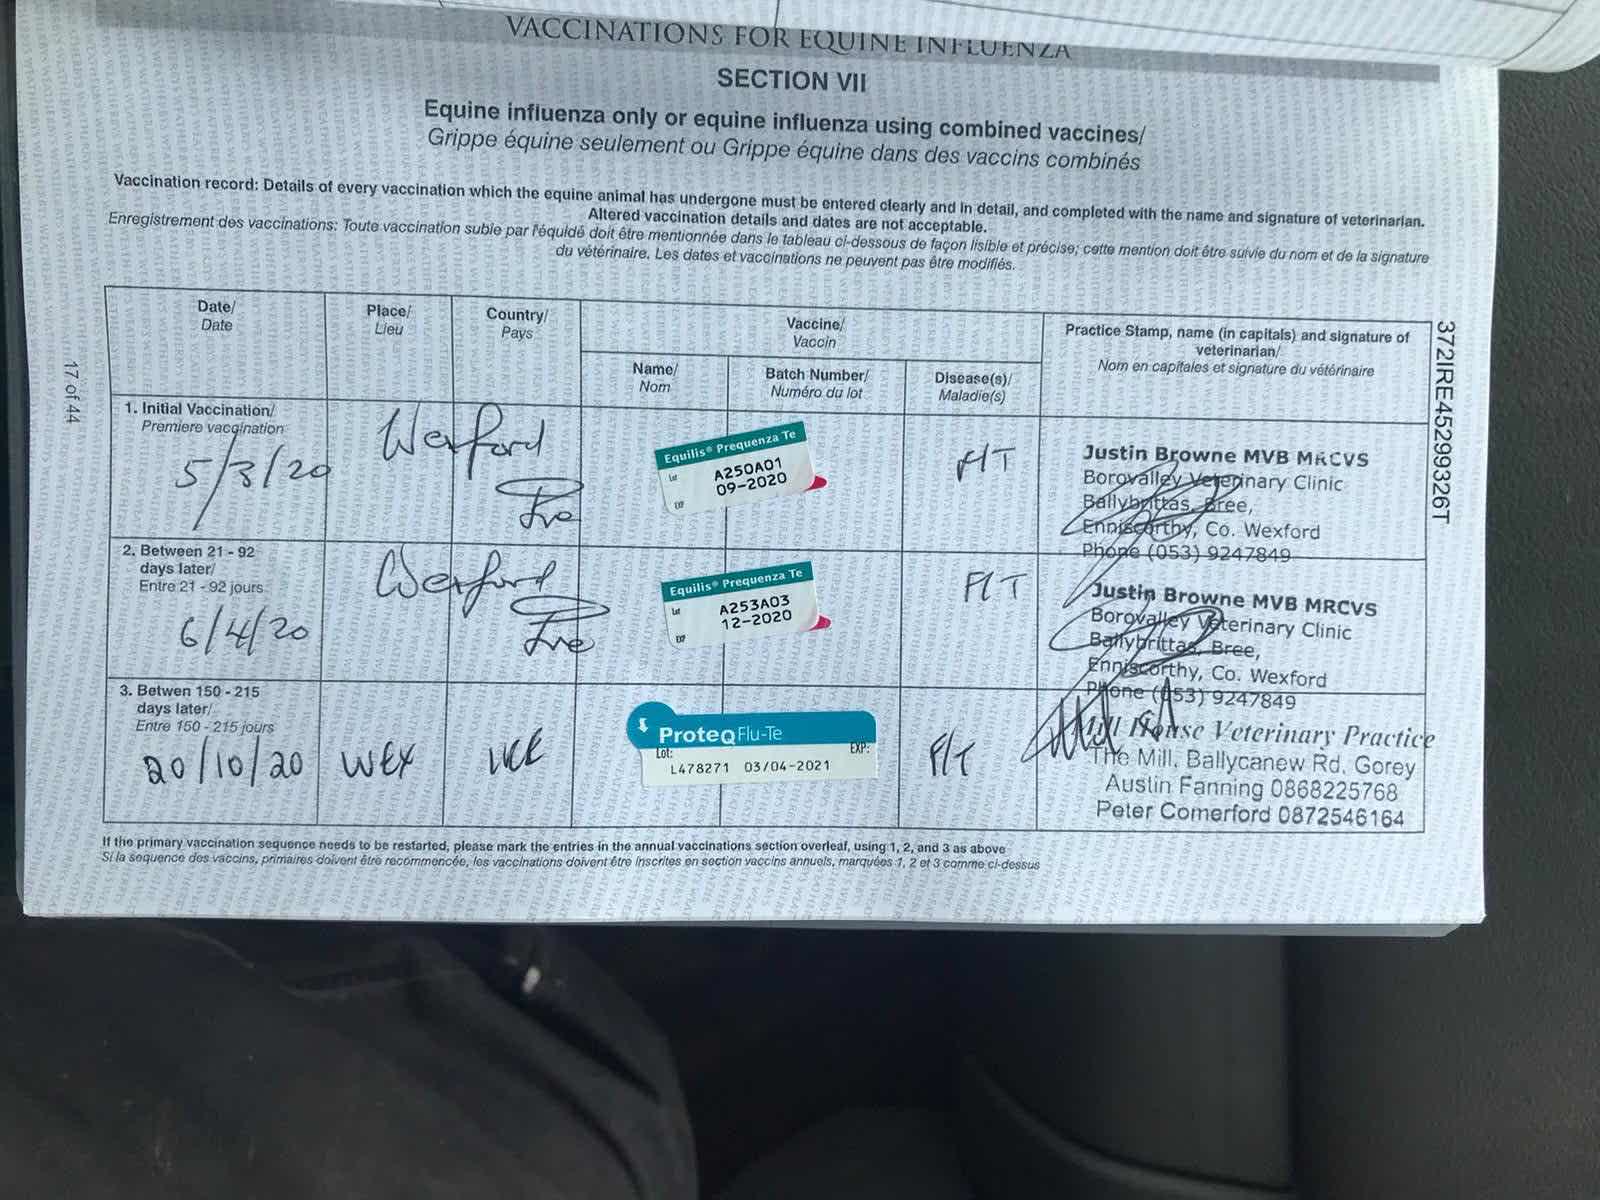 VACCINATIONS FOR EQUINE INFLUENZA
SECTION VII
Equine influenza only or equine influenza using combined vaccines/
Grippe équine seulement ou Grippe équine dans des vaccins combinés
Vaccination record: Details of every vaccination which the equine animal has undergone must be entered clearly and in detail, and completed with the name and signature of veterinarian.
Altered vaccination details and dates are not acceptable.
Enregistrement des vaccinations: Toute vaccination subie par l'équidé doit être mentionnée dans le tableau ci-dessous de façon lisible et précise; cette mention doit être suivie du nom et de la signature
du vétérinaire. Les dates et vaccinations ne peuvent pas être modifiés.
Date/
Date
Place/
Lieu
Country/
Pays
Vaccine/
Vaccin
Name/
Nom
Batch Number/
Numéro du lot
Disease(s)/
Maladie(s)
Practice Stamp, name (in capitals) and signature of
veterinarian/
Nom en capitales et signature du vétérinaire
1. Initial Vaccination/
Premiere vaccination
5/3/20
Wexford
Ire
Equilis® Prequenza Te
Lot
A250A01
EXP
09-2020
F/T
Justin Browne MVB MRCVS
Borovalley Veterinary Clinic
Ballybrittas, Bree,
Enniscorthy, Co. Wexford
Phone (053) 9247849
2. Between 21 - 92
days later/
Entre 21 - 92 jours
6/4/20
Wexford
Ire
Equilis® Prequenza Te
Lot
A253A03
EXP
12-2020
F/T
Justin Browne MVB MRCVS
Borovalley Veterinary Clinic
Ballybrittas, Bree,
Enniscorthy, Co. Wexford
Phone (053) 9247849
3. Betwen 150 - 215
days later/
Entre 150 - 215 jours
20/10/20
WEX
IRE
ProteqFlu-Te
Lot: EXP:
L478271 03/04-2021
F/T
Mill House Veterinary Practice
The Mill, Ballycanew Rd. Gorey
Austin Fanning 0868225768
Peter Comerford 0872546164
If the primary vaccination sequence needs to be restarted, please mark the entries in the annual vaccinations section overleaf, using 1, 2, and 3 as above
Si la sequence des vaccins, primaires doivent être recommencée, les vaccinations doivent être inscrites en section vaccins annuels, marquées 1, 2 et 3 comme ci-dessus
17 of 44
372IRE45299326T